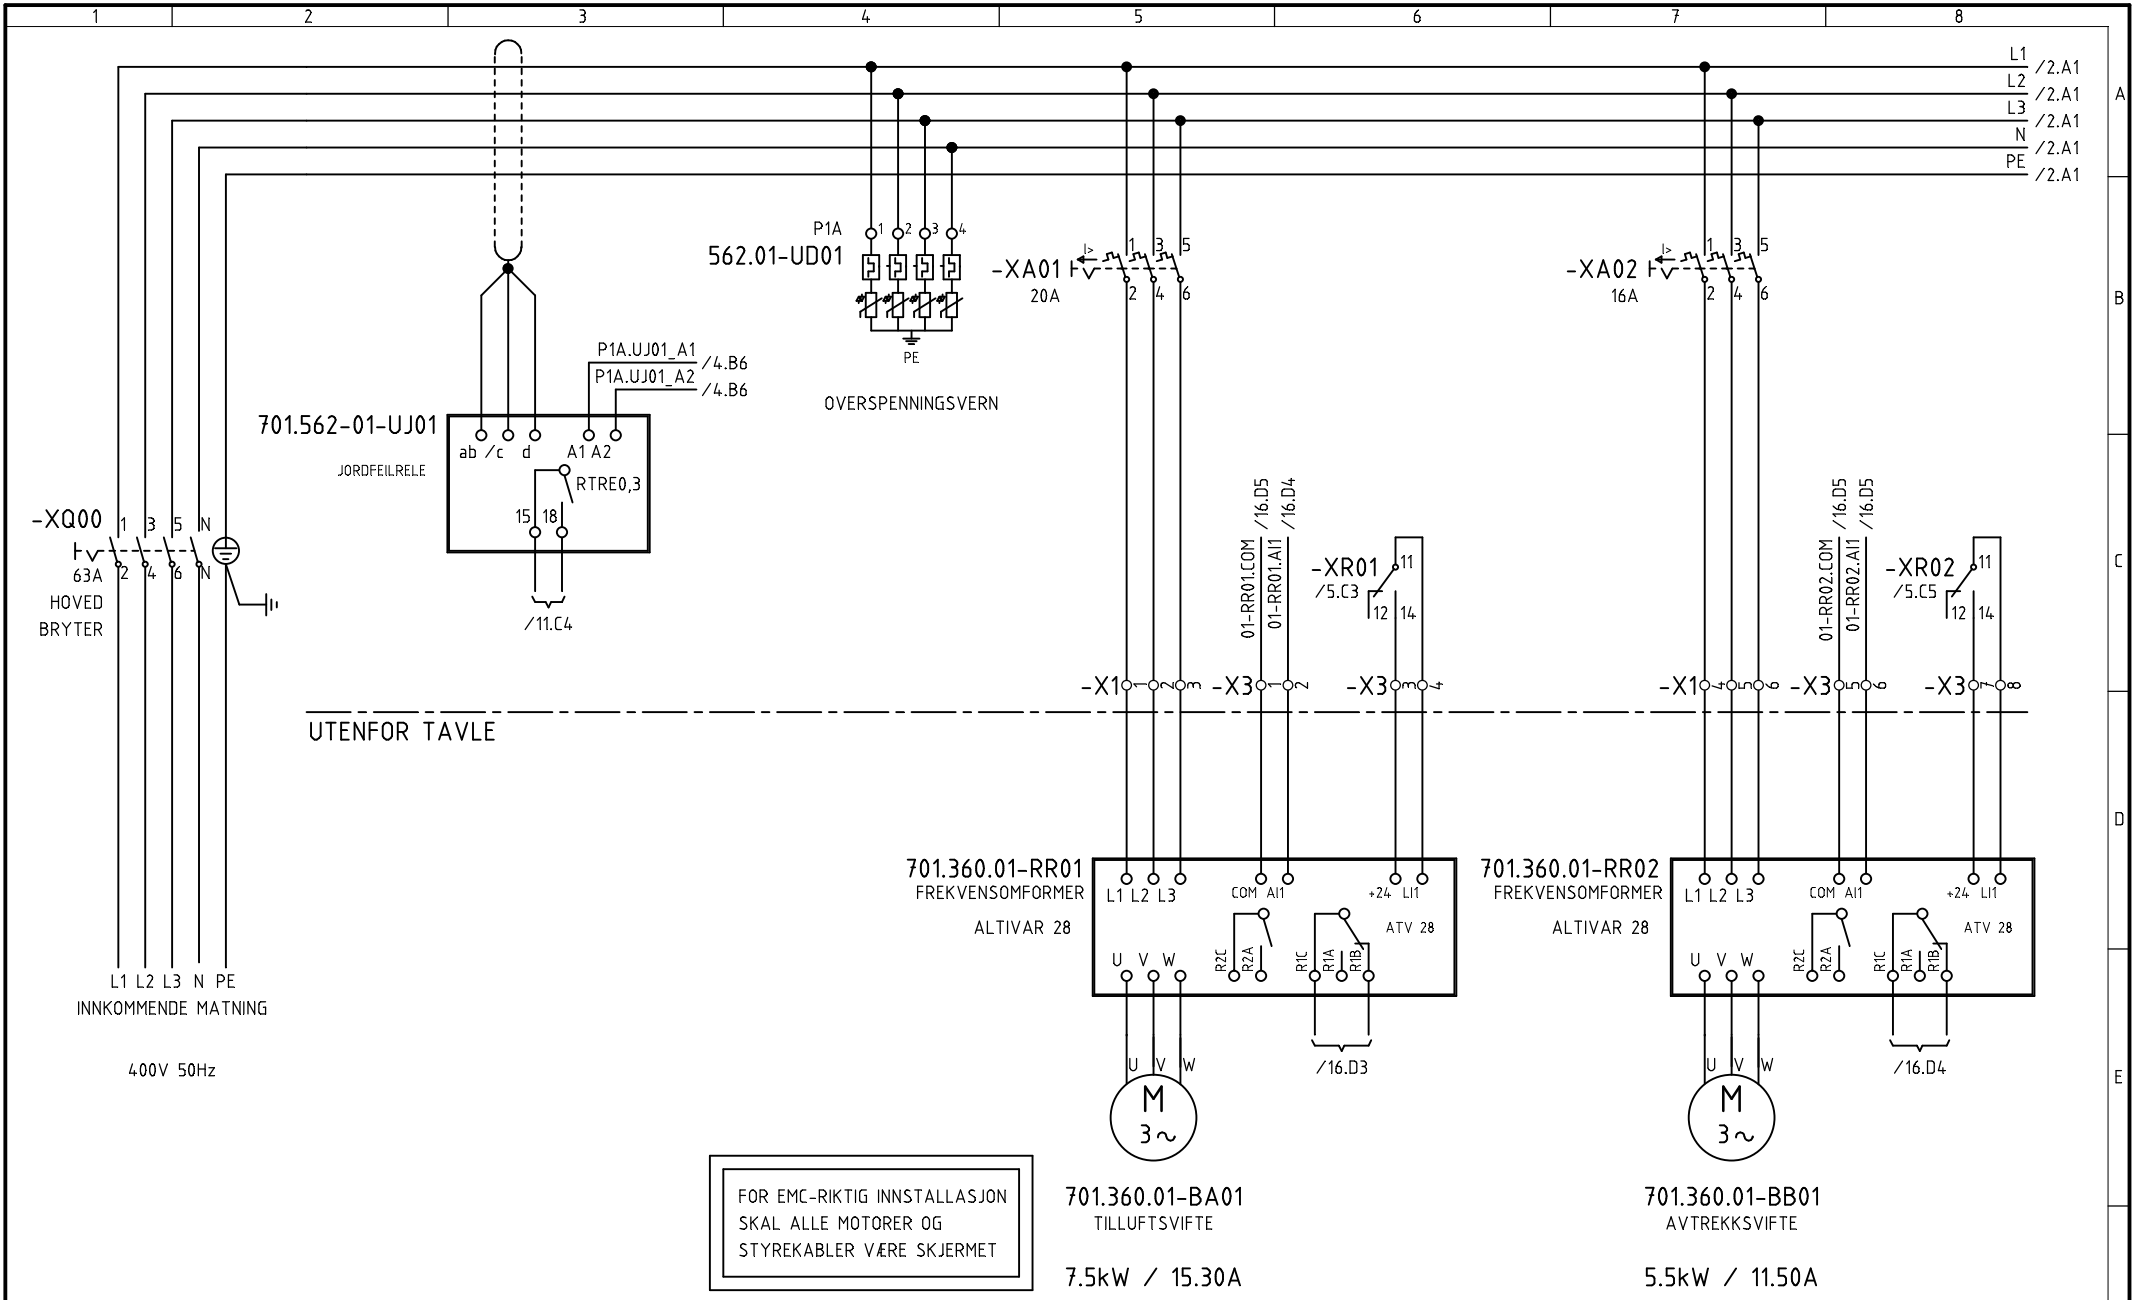 1 2 3 4 5 6 7 8
L1 /2.A1
L2 /2.A1
L3 /2.A1
N /2.A1
PE /2.A1
A
B
C
D
E
P1A 1 2 3 4
562.01-UD01
PE
OVERSPENNINGSVERN
-XA01 I> 1 3 5
20A 2 4 6
-XA02 I> 1 3 5
16A 2 4 6
P1A.UJ01_A1 /4.B6
P1A.UJ01_A2 /4.B6
701.562-01-UJ01
JORDFEILRELE
ab /c d A1 A2
RTRE0,3
15 18
/11.C4
-XQ00 1 3 5 N
63A 2 4 6 N
HOVED
BRYTER
01-RR01.COM /16.D5
01-RR01.AI1 /16.D4
-XR01 11
/5.C3
12 14
01-RR02.COM /16.D5
01-RR02.AI1 /16.D5
-XR02 11
/5.C5
12 14
-X1 1 2 3 -X3 1 2 -X3 3 4
-X1 4 5 6 -X3 5 6 -X3 7 8
UTENFOR TAVLE
701.360.01-RR01
FREKVENSOMFORMER
ALTIVAR 28
L1 L2 L3 COM AI1 +24 LI1
ATV 28
U V W R2C R2A R1C R1A R1B
/16.D3
U V W
M
3~
701.360.01-RR02
FREKVENSOMFORMER
ALTIVAR 28
L1 L2 L3 COM AI1 +24 LI1
ATV 28
U V W R2C R2A R1C R1A R1B
/16.D4
U V W
M
3~
L1 L2 L3 N PE
INNKOMMENDE MATNING
400V 50Hz
FOR EMC-RIKTIG INNSTALLASJON
SKAL ALLE MOTORER OG
STYREKABLER VÆRE SKJERMET
701.360.01-BA01
TILLUFTSVIFTE
7.5kW / 15.30A
701.360.01-BB01
AVTREKKSVIFTE
5.5kW / 11.50A